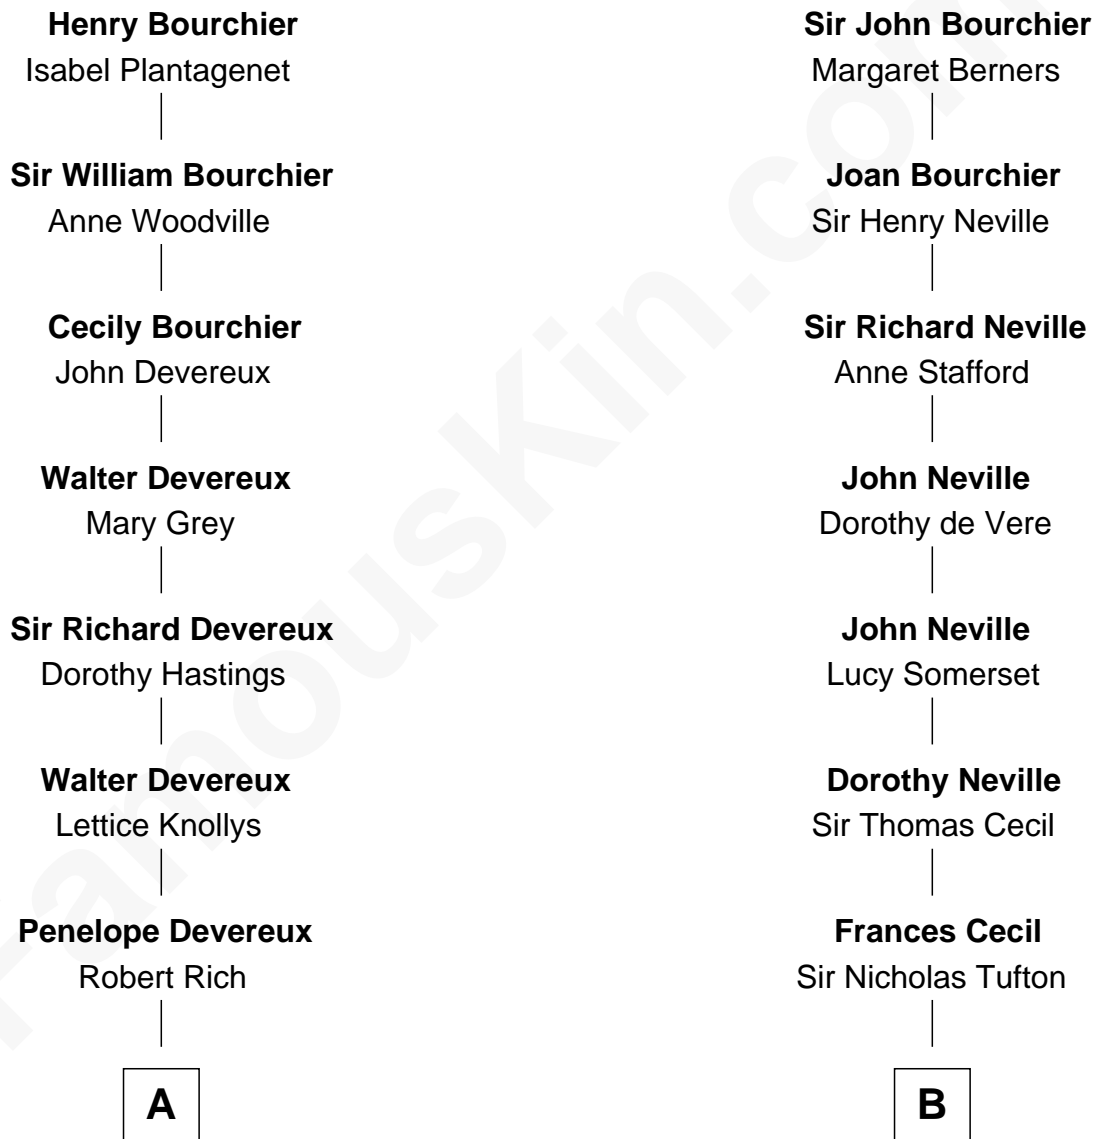 Henry Bourchier
Isabel Plantagenet
Sir William Bourchier
Anne Woodville
Cecily Bourchier
John Devereux
Walter Devereux
Mary Grey
Sir Richard Devereux
Dorothy Hastings
Walter Devereux
Lettice Knollys
Penelope Devereux
Robert Rich
A
Sir John Bourchier
Margaret Berners
Joan Bourchier
Sir Henry Neville
Sir Richard Neville
Anne Stafford
John Neville
Dorothy de Vere
John Neville
Lucy Somerset
Dorothy Neville
Sir Thomas Cecil
Frances Cecil
Sir Nicholas Tufton
B
FamousKin.com